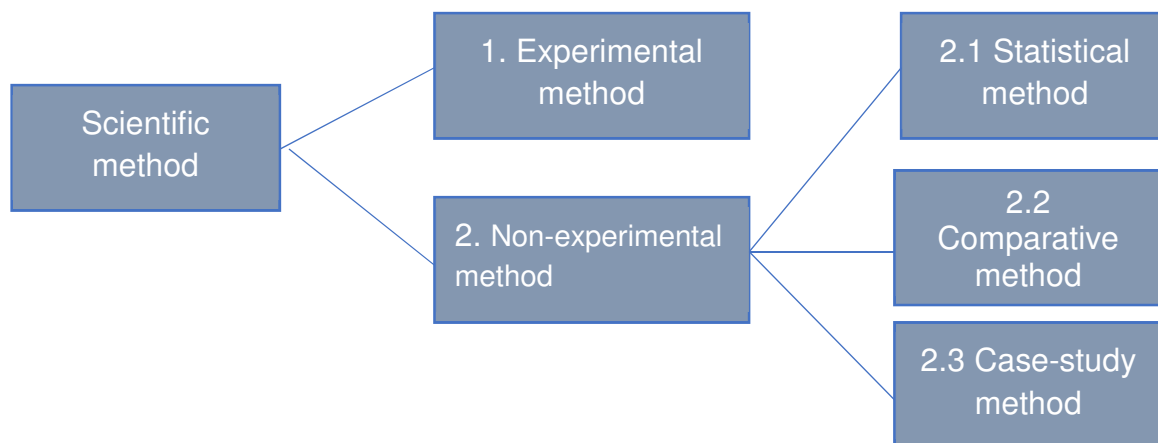 Scientific
method
1. Experimental
method
2. Non-experimental
method
2.1 Statistical
method
2.2
Comparative
method
2.3 Case-study
method